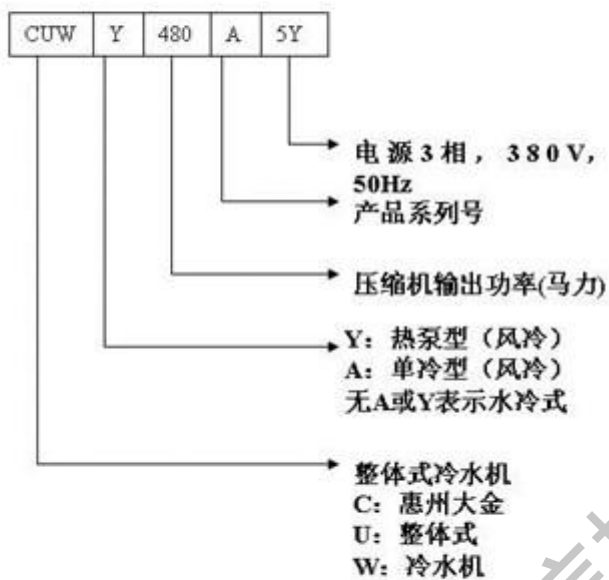 CUW Y 480 A 5Y
电源3相，380V，
50Hz
产品系列号
压缩机输出功率(马力)
Y：热泵型（风冷）
A：单冷型（风冷）
无A或Y表示水冷式
整体式冷水机
C：惠州大金
U：整体式
W：冷水机